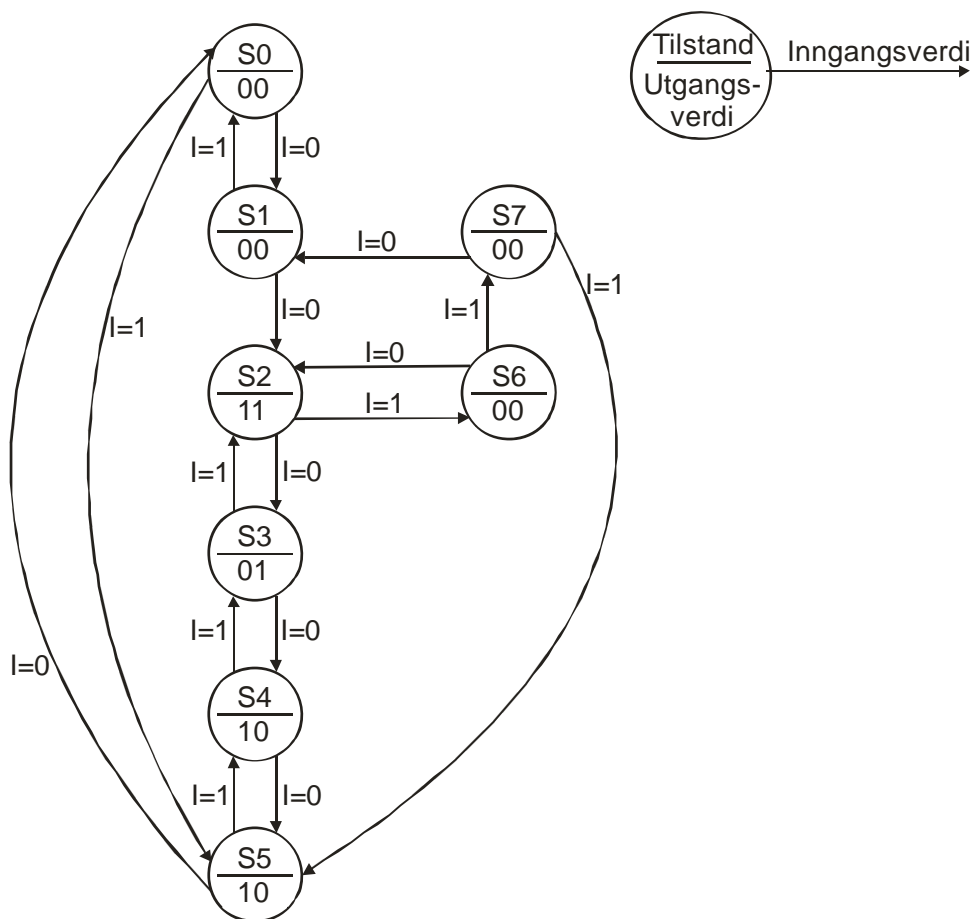 S0
00
Tilstand
Utgangs-
verdi
Inngangsverdi
I=1
I=0
S1
00
S7
00
I=0
I=1
I=0
I=1
I=1
I=0
S2
11
S6
00
I=1
I=1
I=0
S3
01
I=1
I=0
I=0
S4
10
I=1
I=0
S5
10